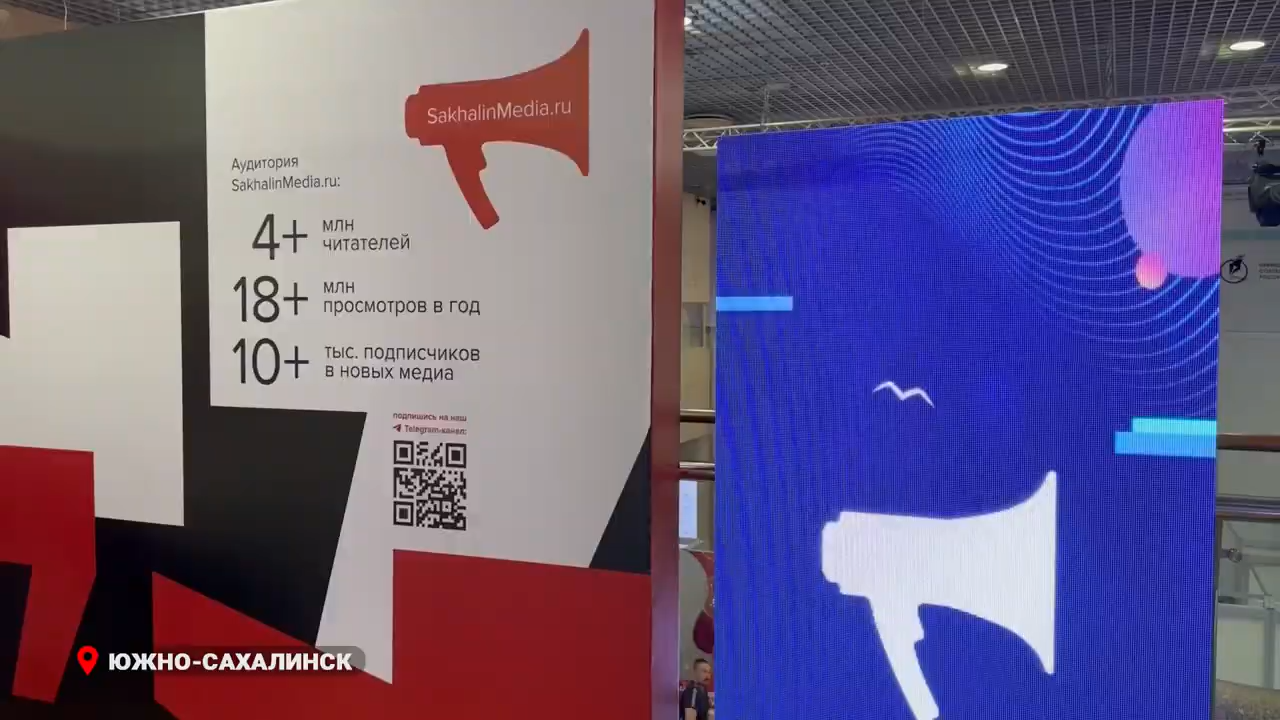 SakhalinMedia.ru
Аудитория
SakhalinMedia.ru:
4+ млн
читателей
18+ млн
просмотров в год
10+ тыс. подписчиков
в новых медиа
подпишись на наш
Telegram-канал:
ЮЖНО-САХАЛИНСК